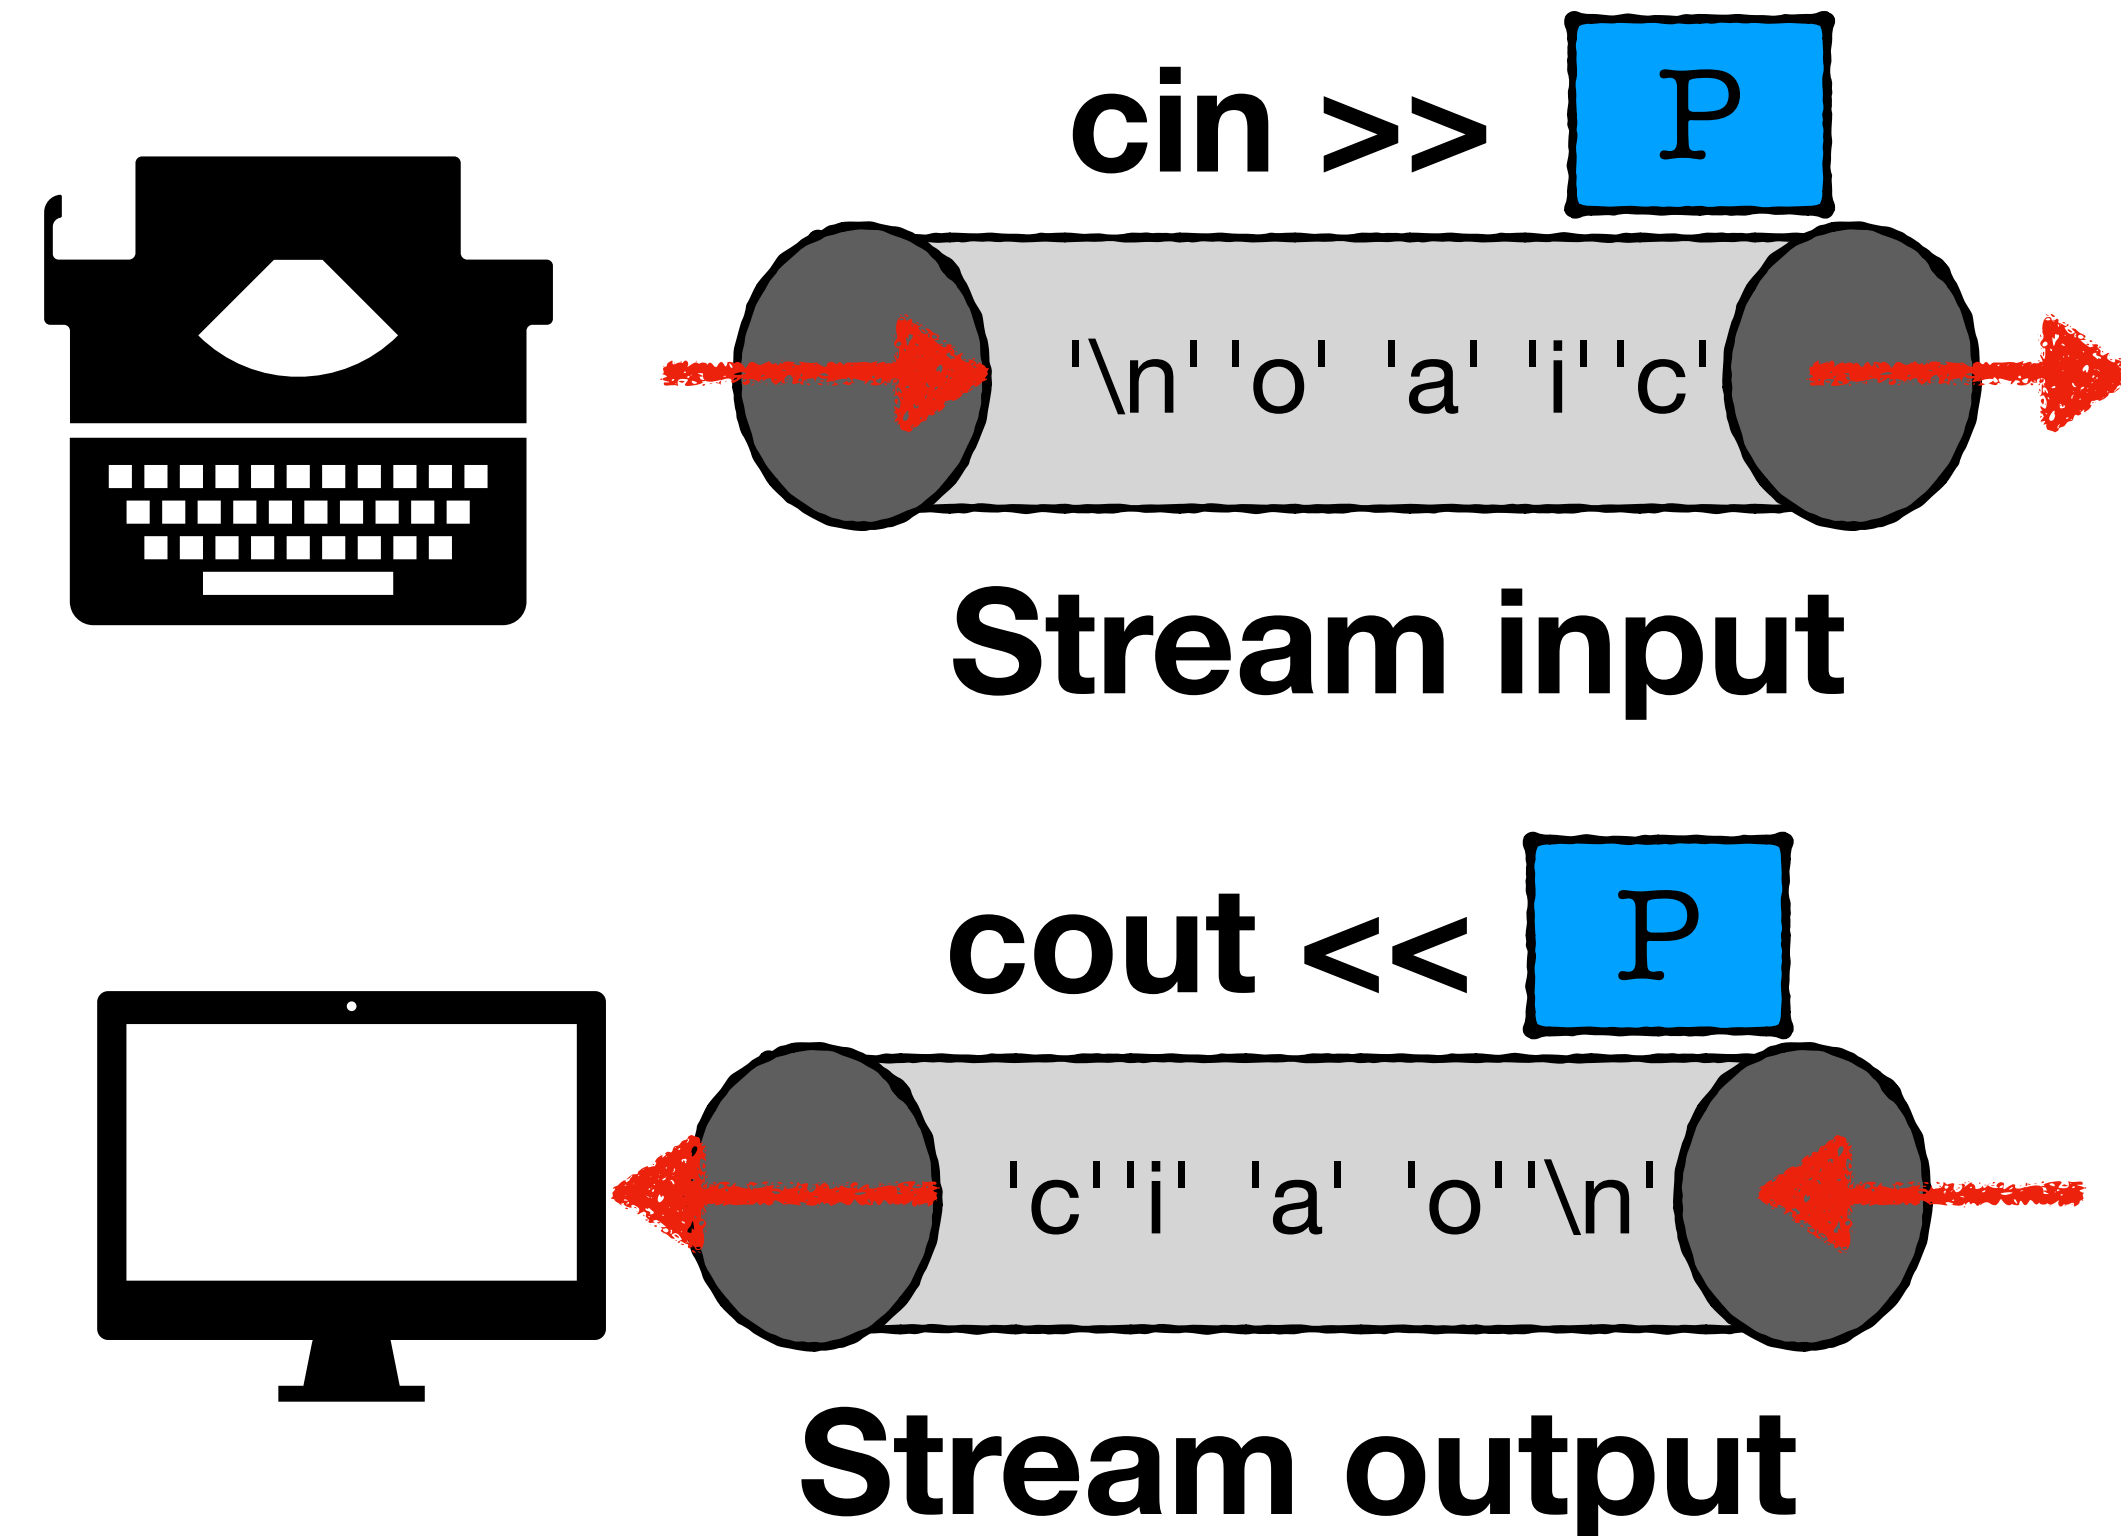 cin >> P
'\n' 'o' 'a' 'i' 'c'
Stream input
cout << P
'c' 'i' 'a' 'o' '\n'
Stream output